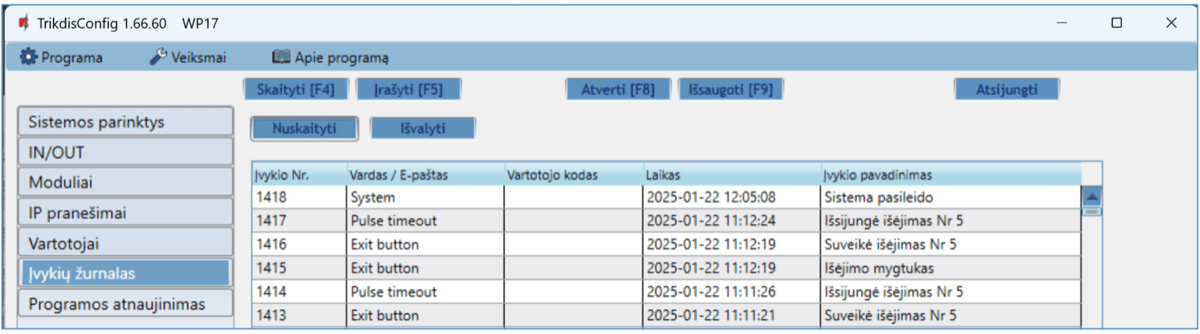 TrikdisConfig 1.66.60 WP17
Programa Veiksmai Apie programą
Skaityti [F4] Įrašyti [F5] Atverti [F8] Išsaugoti [F9] Atsijungti
Sistemos parinktys
IN/OUT
Moduliai
IP pranešimai
Vartotojai
Įvykių žurnalas
Programos atnaujinimas
Nuskaityti Išvalyti
Įvykio Nr. Vardas / E-paštas Vartotojo kodas Laikas Įvykio pavadinimas
1418 System 2025-01-22 12:05:08 Sistema pasileido
1417 Pulse timeout 2025-01-22 11:12:24 Išsijungė išėjimas Nr 5
1416 Exit button 2025-01-22 11:12:19 Suveikė išėjimas Nr 5
1415 Exit button 2025-01-22 11:12:19 Išėjimo mygtukas
1414 Pulse timeout 2025-01-22 11:11:26 Išsijungė išėjimas Nr 5
1413 Exit button 2025-01-22 11:11:21 Suveikė išėjimas Nr 5